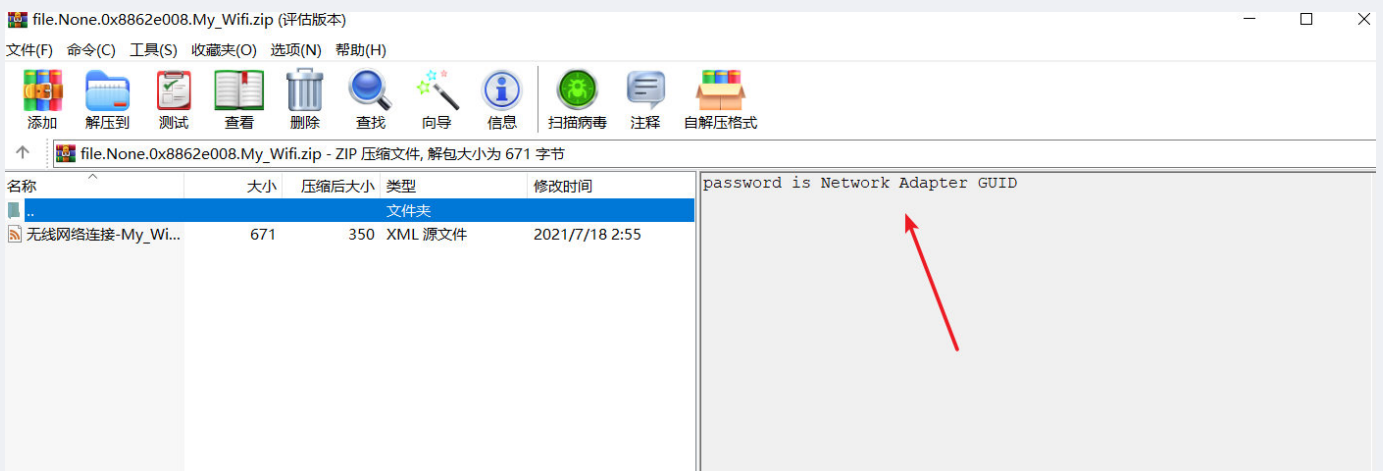 file.None.0x8862e008.My_Wifi.zip (评估版本)
文件(F) 命令(C) 工具(S) 收藏夹(O) 选项(N) 帮助(H)
添加 解压到 测试 查看 删除 查找 向导 信息 扫描病毒 注释 自解压格式
file.None.0x8862e008.My_Wifi.zip - ZIP 压缩文件, 解包大小为 671 字节
名称 大小 压缩后大小 类型 修改时间
.. 文件夹
无线网络连接-My_Wi... 671 350 XML 源文件 2021/7/18 2:55
password is Network Adapter GUID